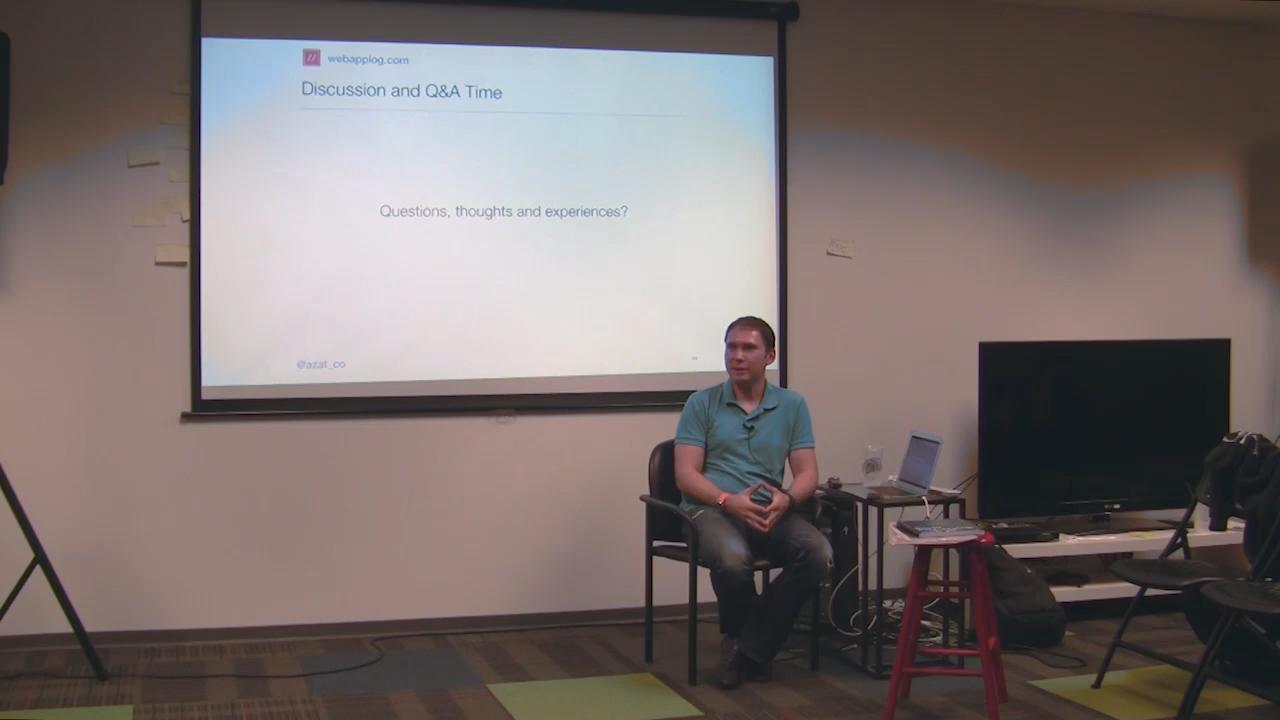 webapplog.com
Discussion and Q&A Time
Questions, thoughts and experiences?
@azat_co